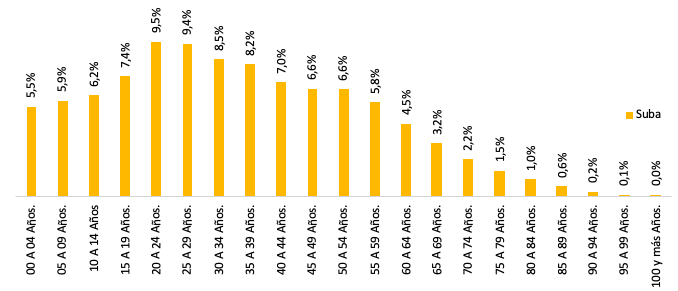 5,5%
5,9%
6,2%
7,4%
9,5%
9,4%
8,5%
8,2%
7,0%
6,6%
6,6%
5,8%
4,5%
3,2%
2,2%
1,5%
1,0%
0,6%
0,2%
0,1%
0,0%
Suba
00 A 04 Años.
05 A 09 Años.
10 A 14 Años
15 A 19 Años.
20 A 24 Años.
25 A 29 Años.
30 A 34 Años.
35 A 39 Años.
40 A 44 Años.
45 A 49 Años.
50 A 54 Años.
55 A 59 Años.
60 A 64 Años.
65 A 69 Años.
70 A 74 Años.
75 A 79 Años.
80 A 84 Años.
85 A 89 Años.
90 A 94 Años.
95 A 99 Años.
100 y más Años.